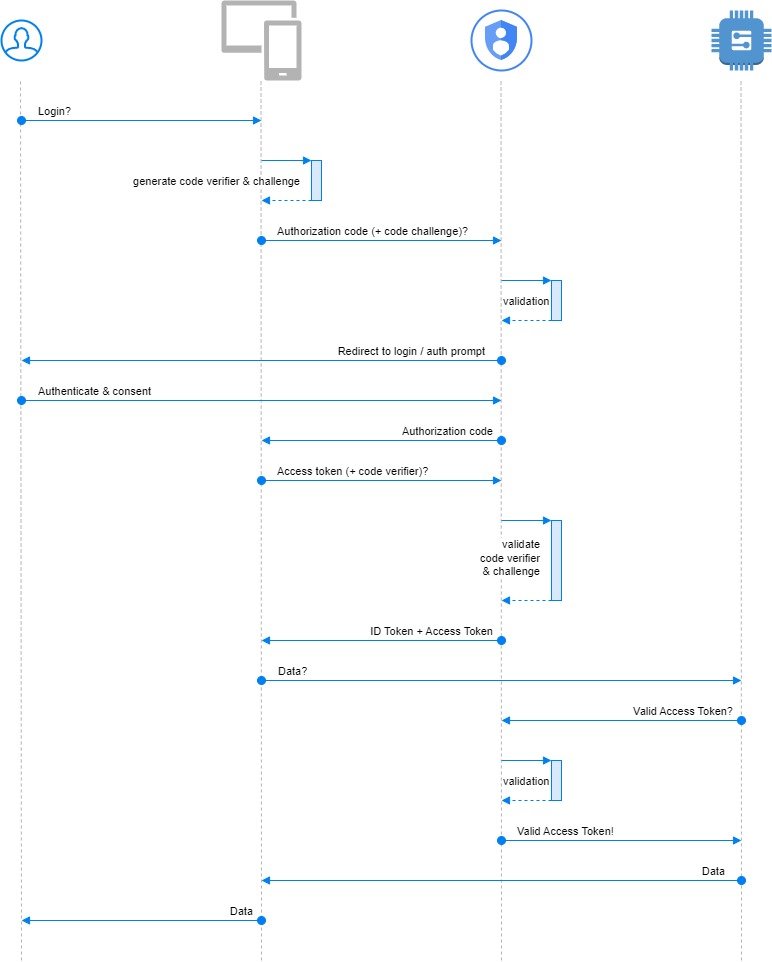 Login?
generate code verifier & challenge
Authorization code (+ code challenge)?
validation
Redirect to login / auth prompt
Authenticate & consent
Authorization code
Access token (+ code verifier)?
validate
code verifier
& challenge
ID Token + Access Token
Data?
Valid Access Token?
validation
Valid Access Token!
Data
Data